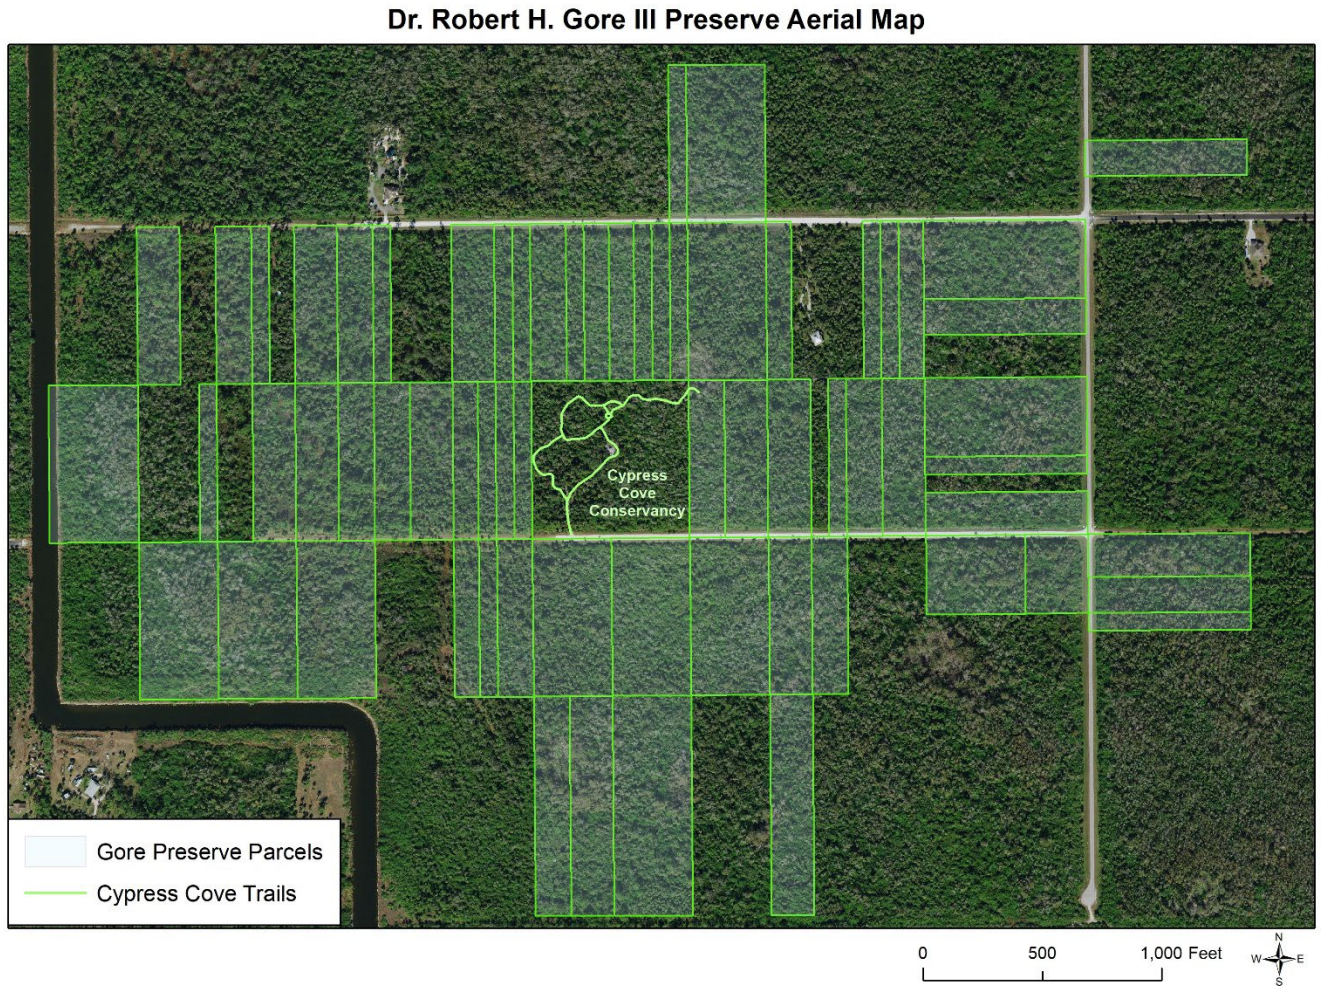 Dr. Robert H. Gore III Preserve Aerial Map
Cypress
Cove
Conservancy
Gore Preserve Parcels
Cypress Cove Trails
0 500 1,000 Feet
N
W E
S